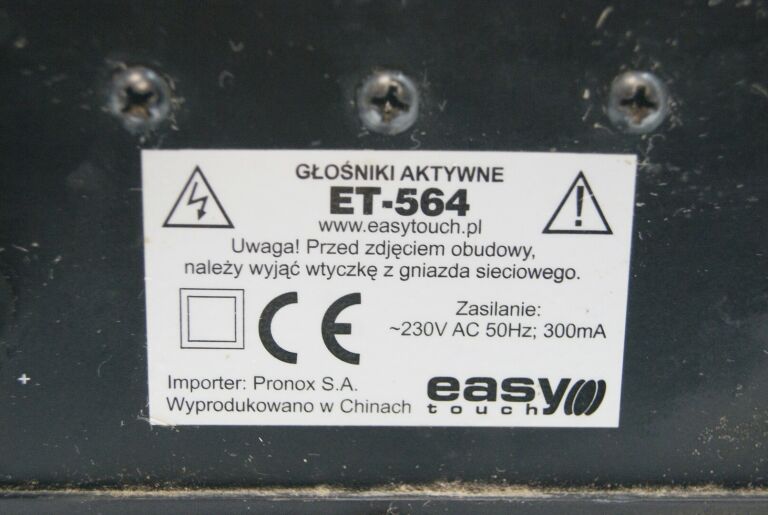 GŁOŚNIKI AKTYWNE
ET-564
www.easytouch.pl
Uwaga! Przed zdjęciem obudowy,
należy wyjąć wtyczkę z gniazda sieciowego.
CE
Zasilanie:
~230V AC 50Hz; 300mA
Importer: Pronox S.A.
Wyprodukowano w Chinach
easy
touch